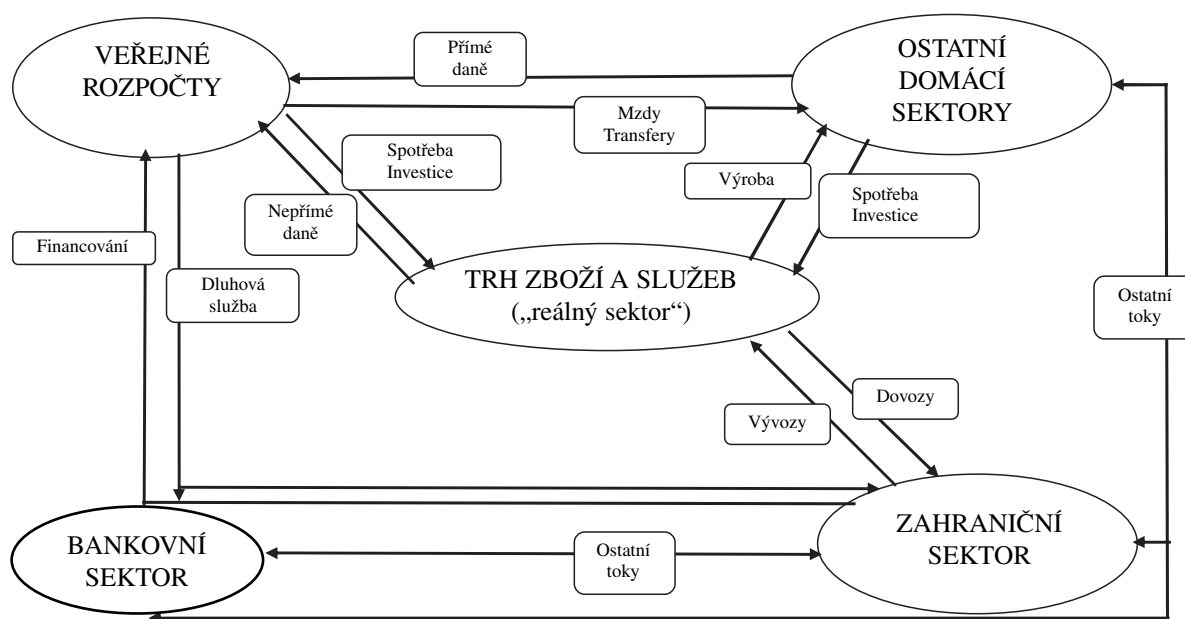 VEŘEJNÉ
ROZPOČTY
Přímé
daně
OSTATNÍ
DOMÁCÍ
SEKTORY
Mzdy
Transfery
Spotřeba
Investice
Výroba
Spotřeba
Investice
Nepřímé
daně
Financování
Dluhová
služba
TRH ZBOŽÍ A SLUŽEB
(„reálný sektor“)
Ostatní
toky
Dovozy
Vývozy
BANKOVNÍ
SEKTOR
Ostatní
toky
ZAHRANIČNÍ
SEKTOR